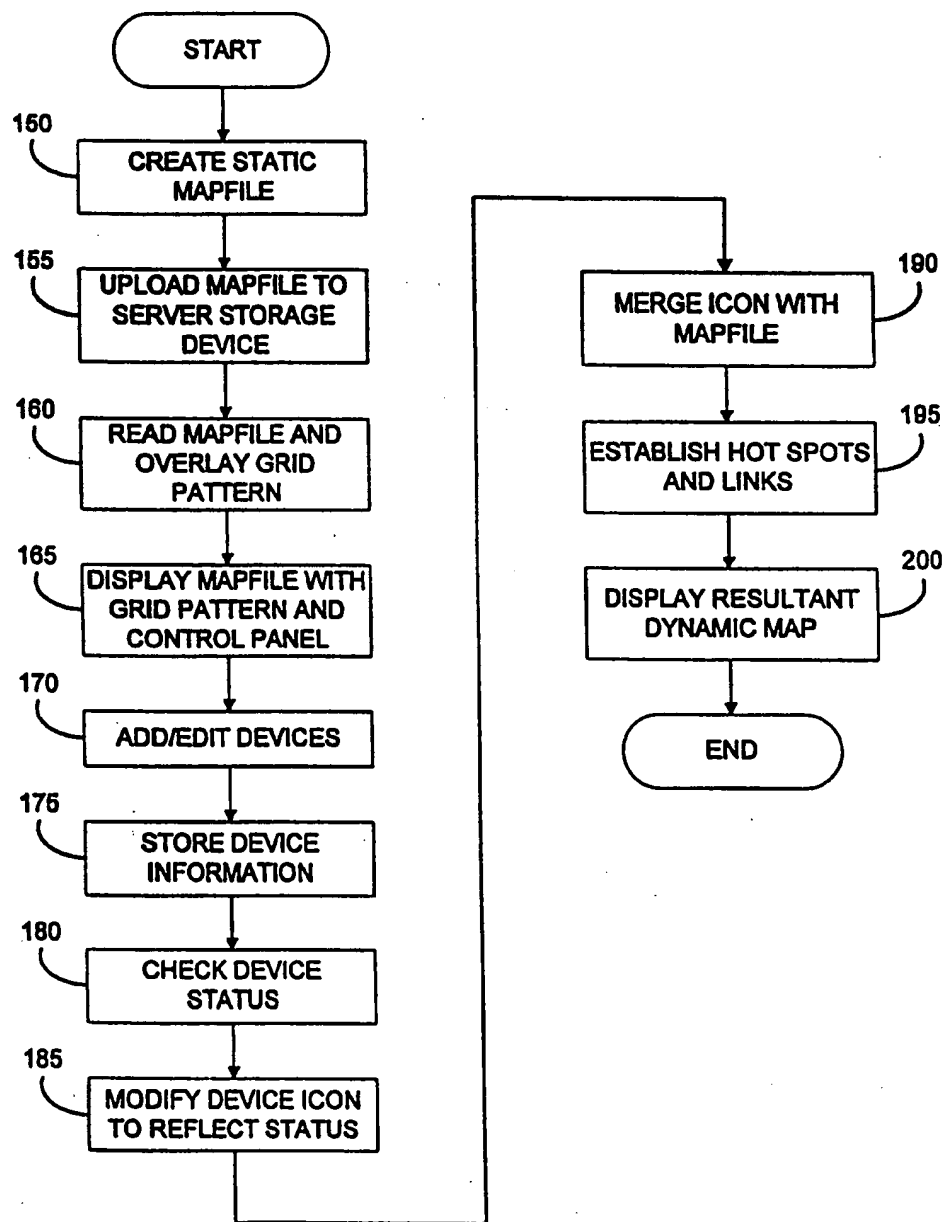 START
150
CREATE STATIC
MAPFILE
155
UPLOAD MAPFILE TO
SERVER STORAGE
DEVICE
160
READ MAPFILE AND
OVERLAY GRID
PATTERN
165
DISPLAY MAPFILE WITH
GRID PATTERN AND
CONTROL PANEL
170
ADD/EDIT DEVICES
175
STORE DEVICE
INFORMATION
180
CHECK DEVICE
STATUS
185
MODIFY DEVICE ICON
TO REFLECT STATUS
190
MERGE ICON WITH
MAPFILE
195
ESTABLISH HOT SPOTS
AND LINKS
200
DISPLAY RESULTANT
DYNAMIC MAP
END